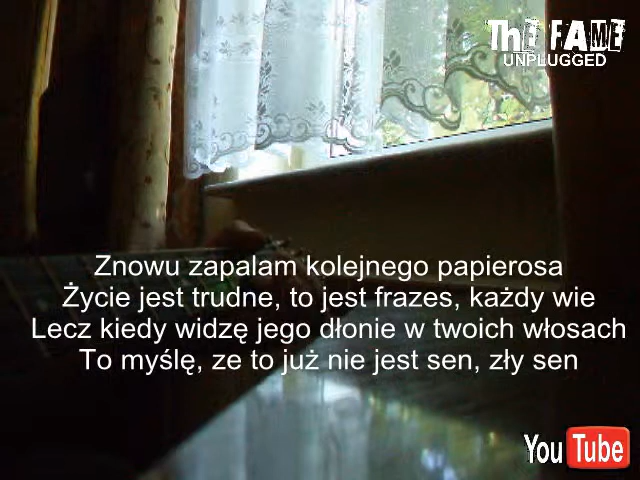 The FAME
UNPLUGGED
Znowu zapalam kolejnego papierosa
Życie jest trudne, to jest frazes, każdy wie
Lecz kiedy widzę jego dłonie w twoich włosach
To myślę, ze to już nie jest sen, zły sen
YouTube